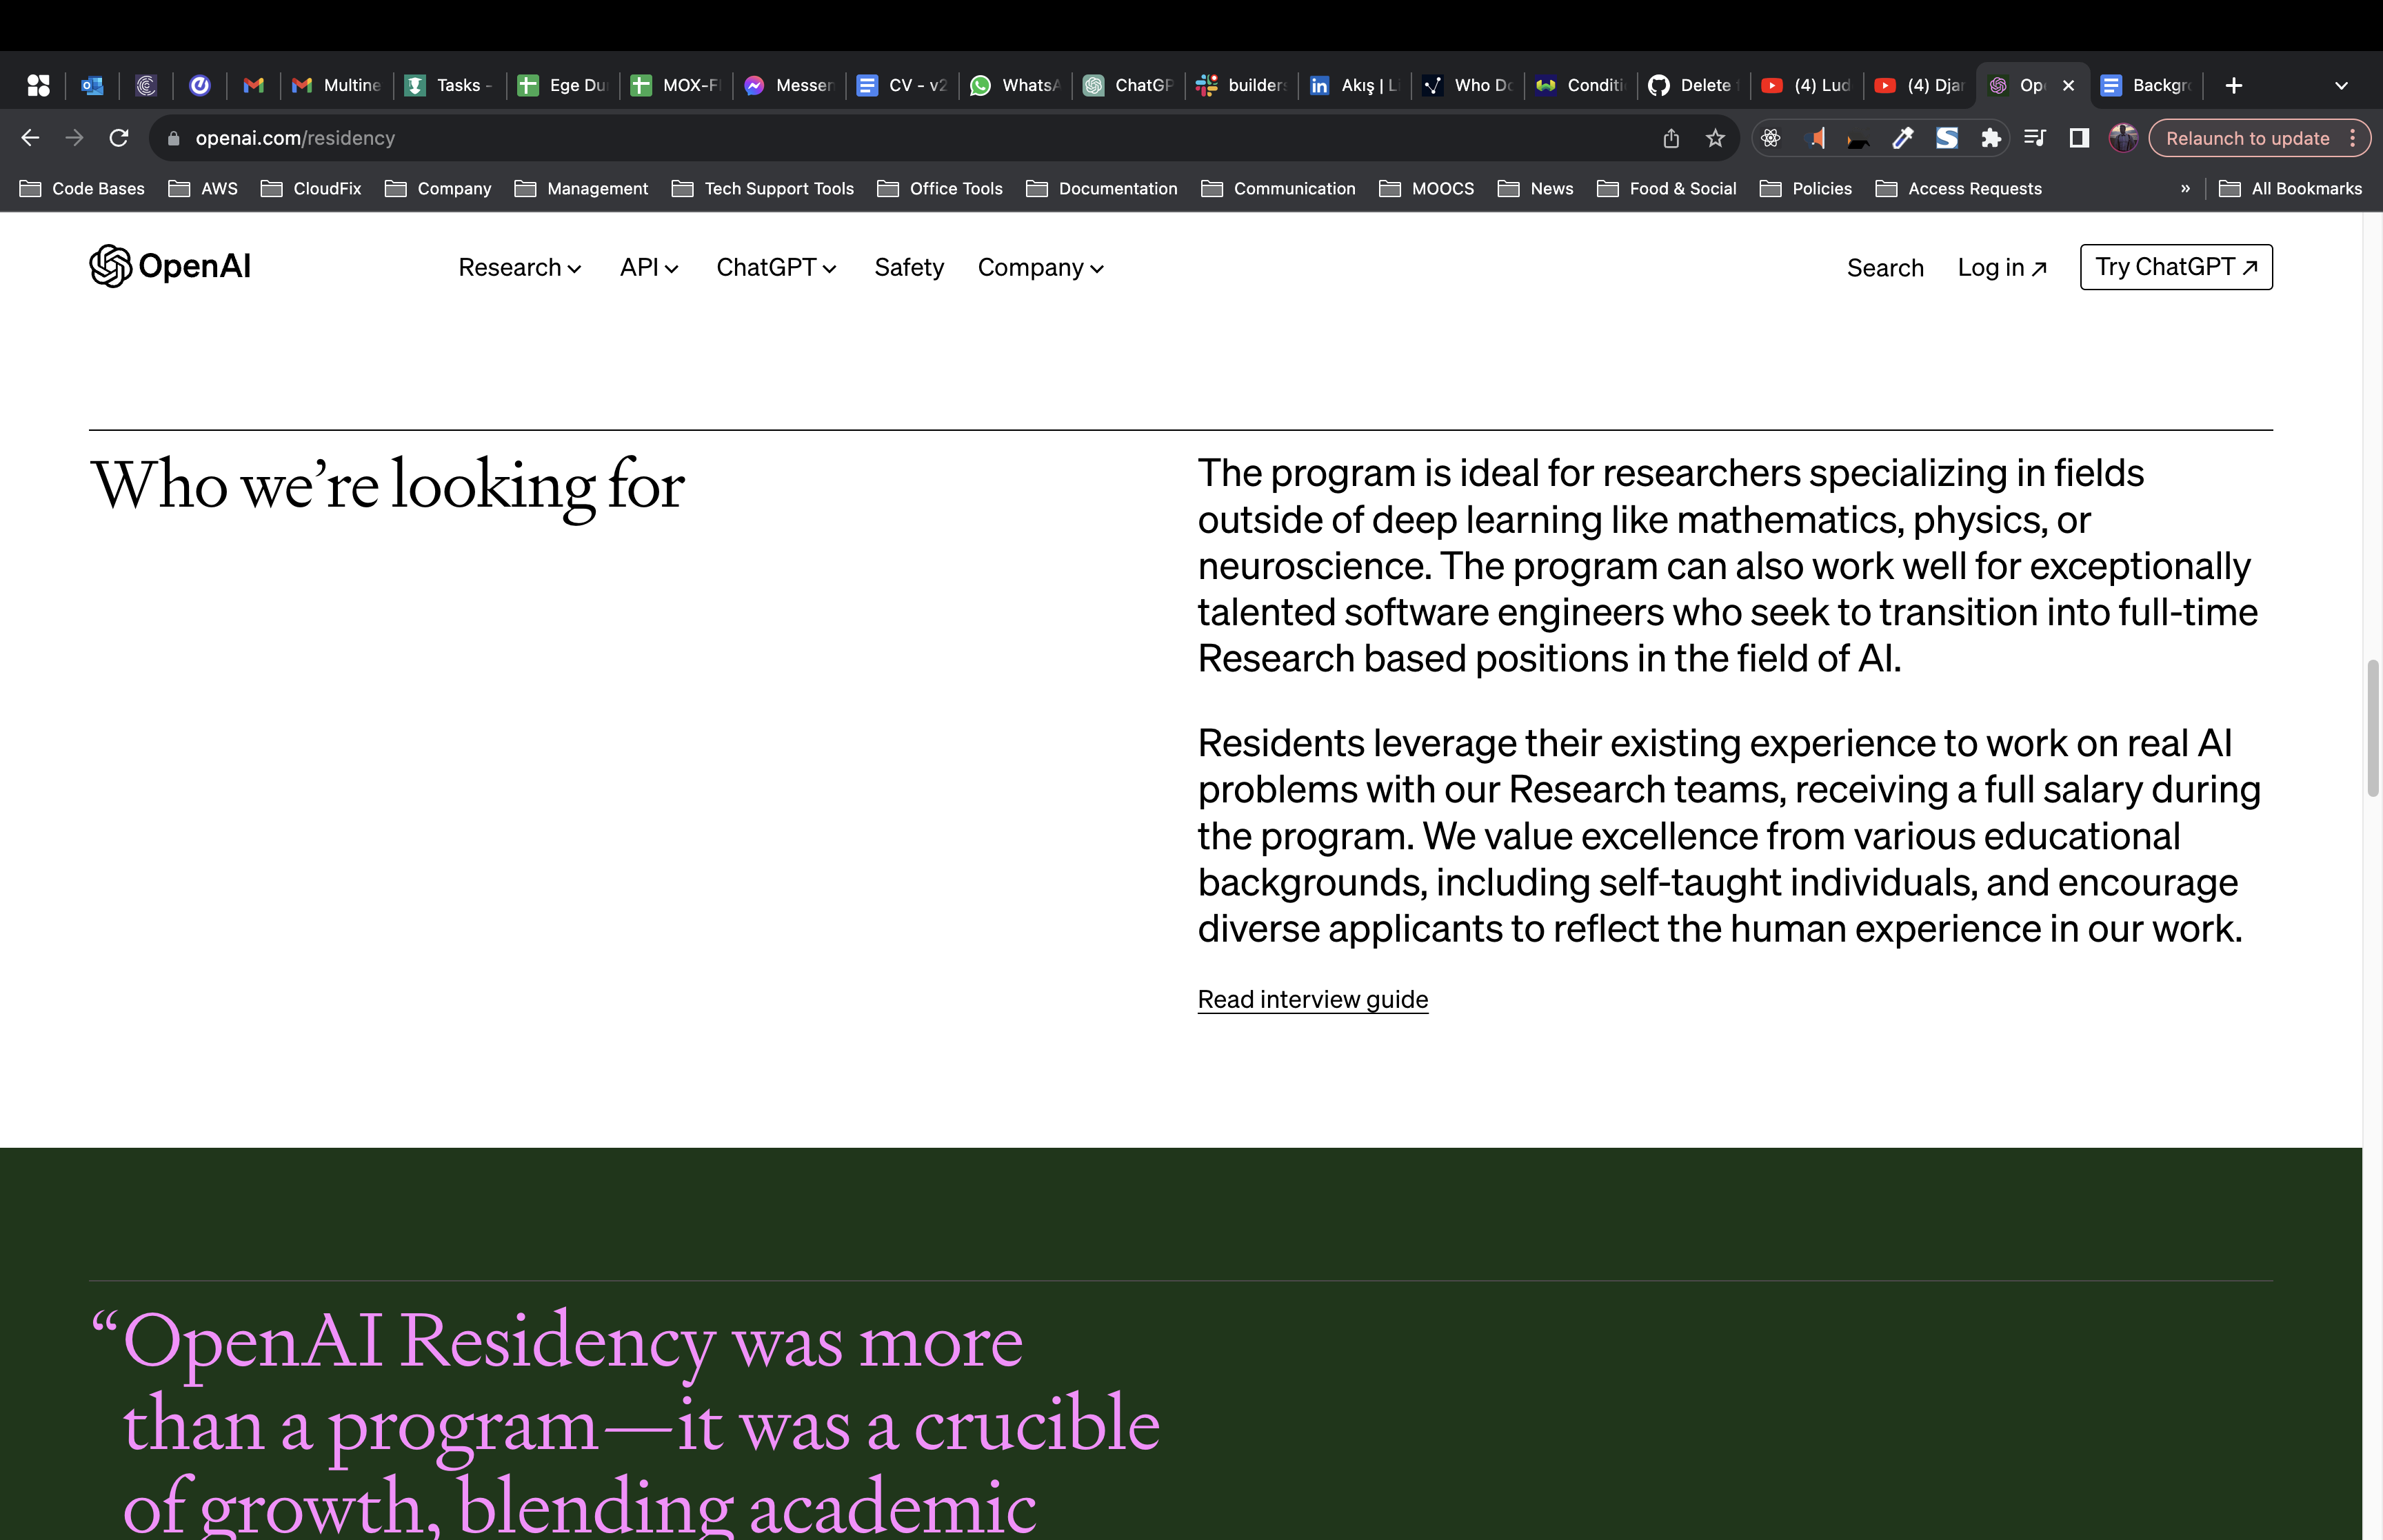 Multine
Tasks -
Ege Du
MOX-F
Messen
CV - v2
WhatsA
ChatGP
builders
Akış | Li
Who Do
Conditi
Delete
(4) Lud
(4) Djan
Op
Backgr
openai.com/residency
Relaunch to update
Code Bases
AWS
CloudFix
Company
Management
Tech Support Tools
Office Tools
Documentation
Communication
MOOCS
News
Food & Social
Policies
Access Requests
»
All Bookmarks
OpenAI
Research
API
ChatGPT
Safety
Company
Search
Log in ↗
Try ChatGPT ↗
Who we’re looking for
The program is ideal for researchers specializing in fields
outside of deep learning like mathematics, physics, or
neuroscience. The program can also work well for exceptionally
talented software engineers who seek to transition into full-time
Research based positions in the field of AI.
Residents leverage their existing experience to work on real AI
problems with our Research teams, receiving a full salary during
the program. We value excellence from various educational
backgrounds, including self-taught individuals, and encourage
diverse applicants to reflect the human experience in our work.
Read interview guide
“OpenAI Residency was more
than a program—it was a crucible
of growth, blending academic